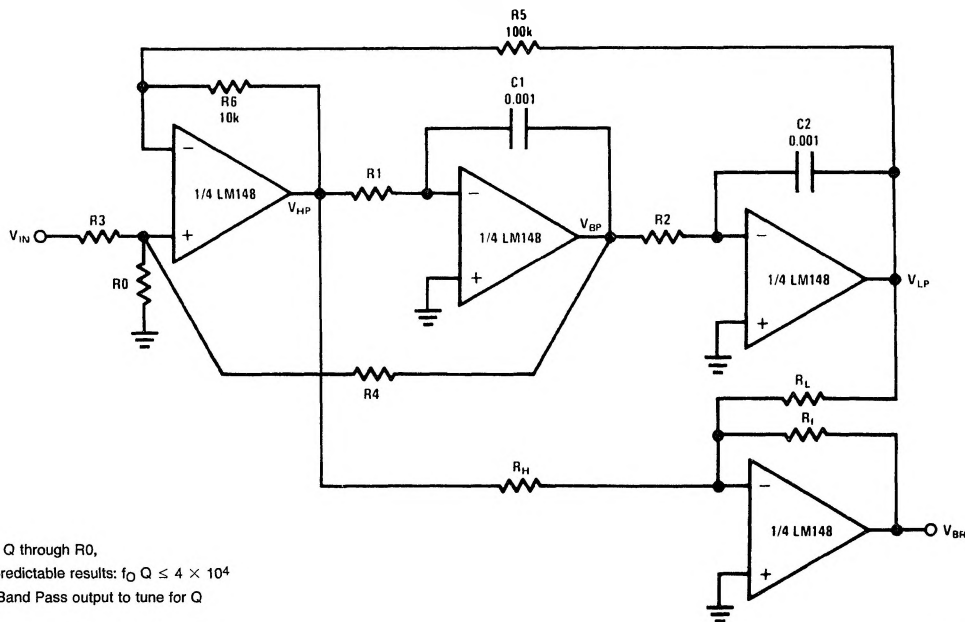 R5
100k
C1
0.001
R6
10k
C2
0.001
1/4 LM148
R1
V_HP
R3
V_IN
R0
1/4 LM148
V_BP
R2
1/4 LM148
V_LP
R4
R_L
R_I
R_H
1/4 LM148
V_BR
Q through R0,
redictable results: f_O Q ≤ 4 × 10⁴
Band Pass output to tune for Q